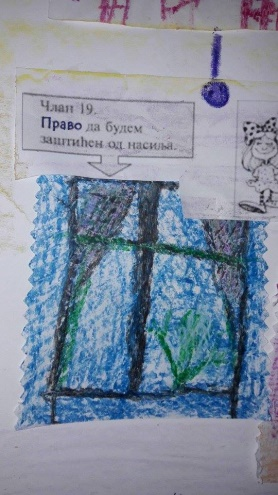 Члан 19.
Право да будем
заштићен од насиља.